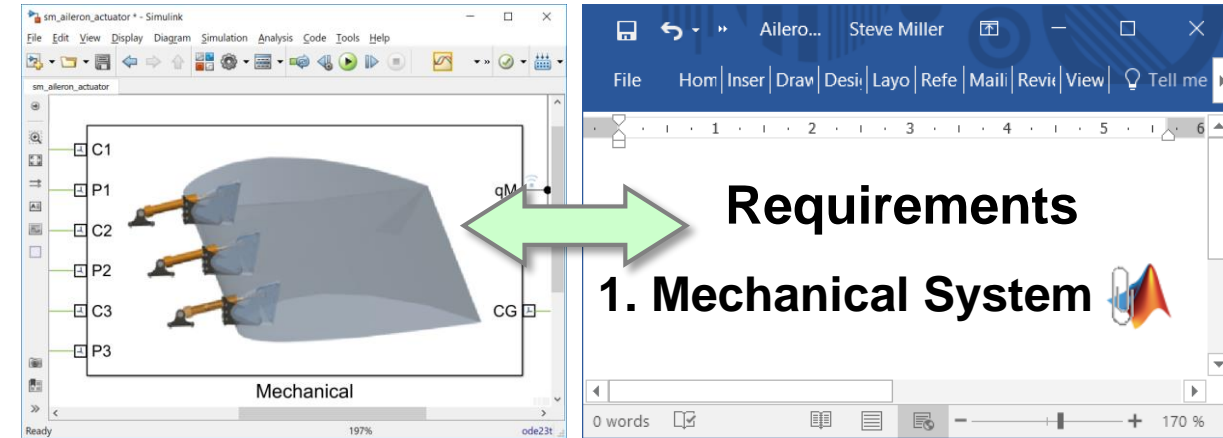 sm_aileron_actuator * - Simulink
File Edit View Display Diagram Simulation Analysis Code Tools Help
sm_aileron_actuator
C1
P1
C2
P2
C3
P3
qM
CG
Mechanical
Ready 197% ode23t
Ailero... Steve Miller
File Hom Inser Draw Desi Layo Refe Maili Revie View Tell me
1 2 3 4 5 6
Requirements
1. Mechanical System
0 words 170 %